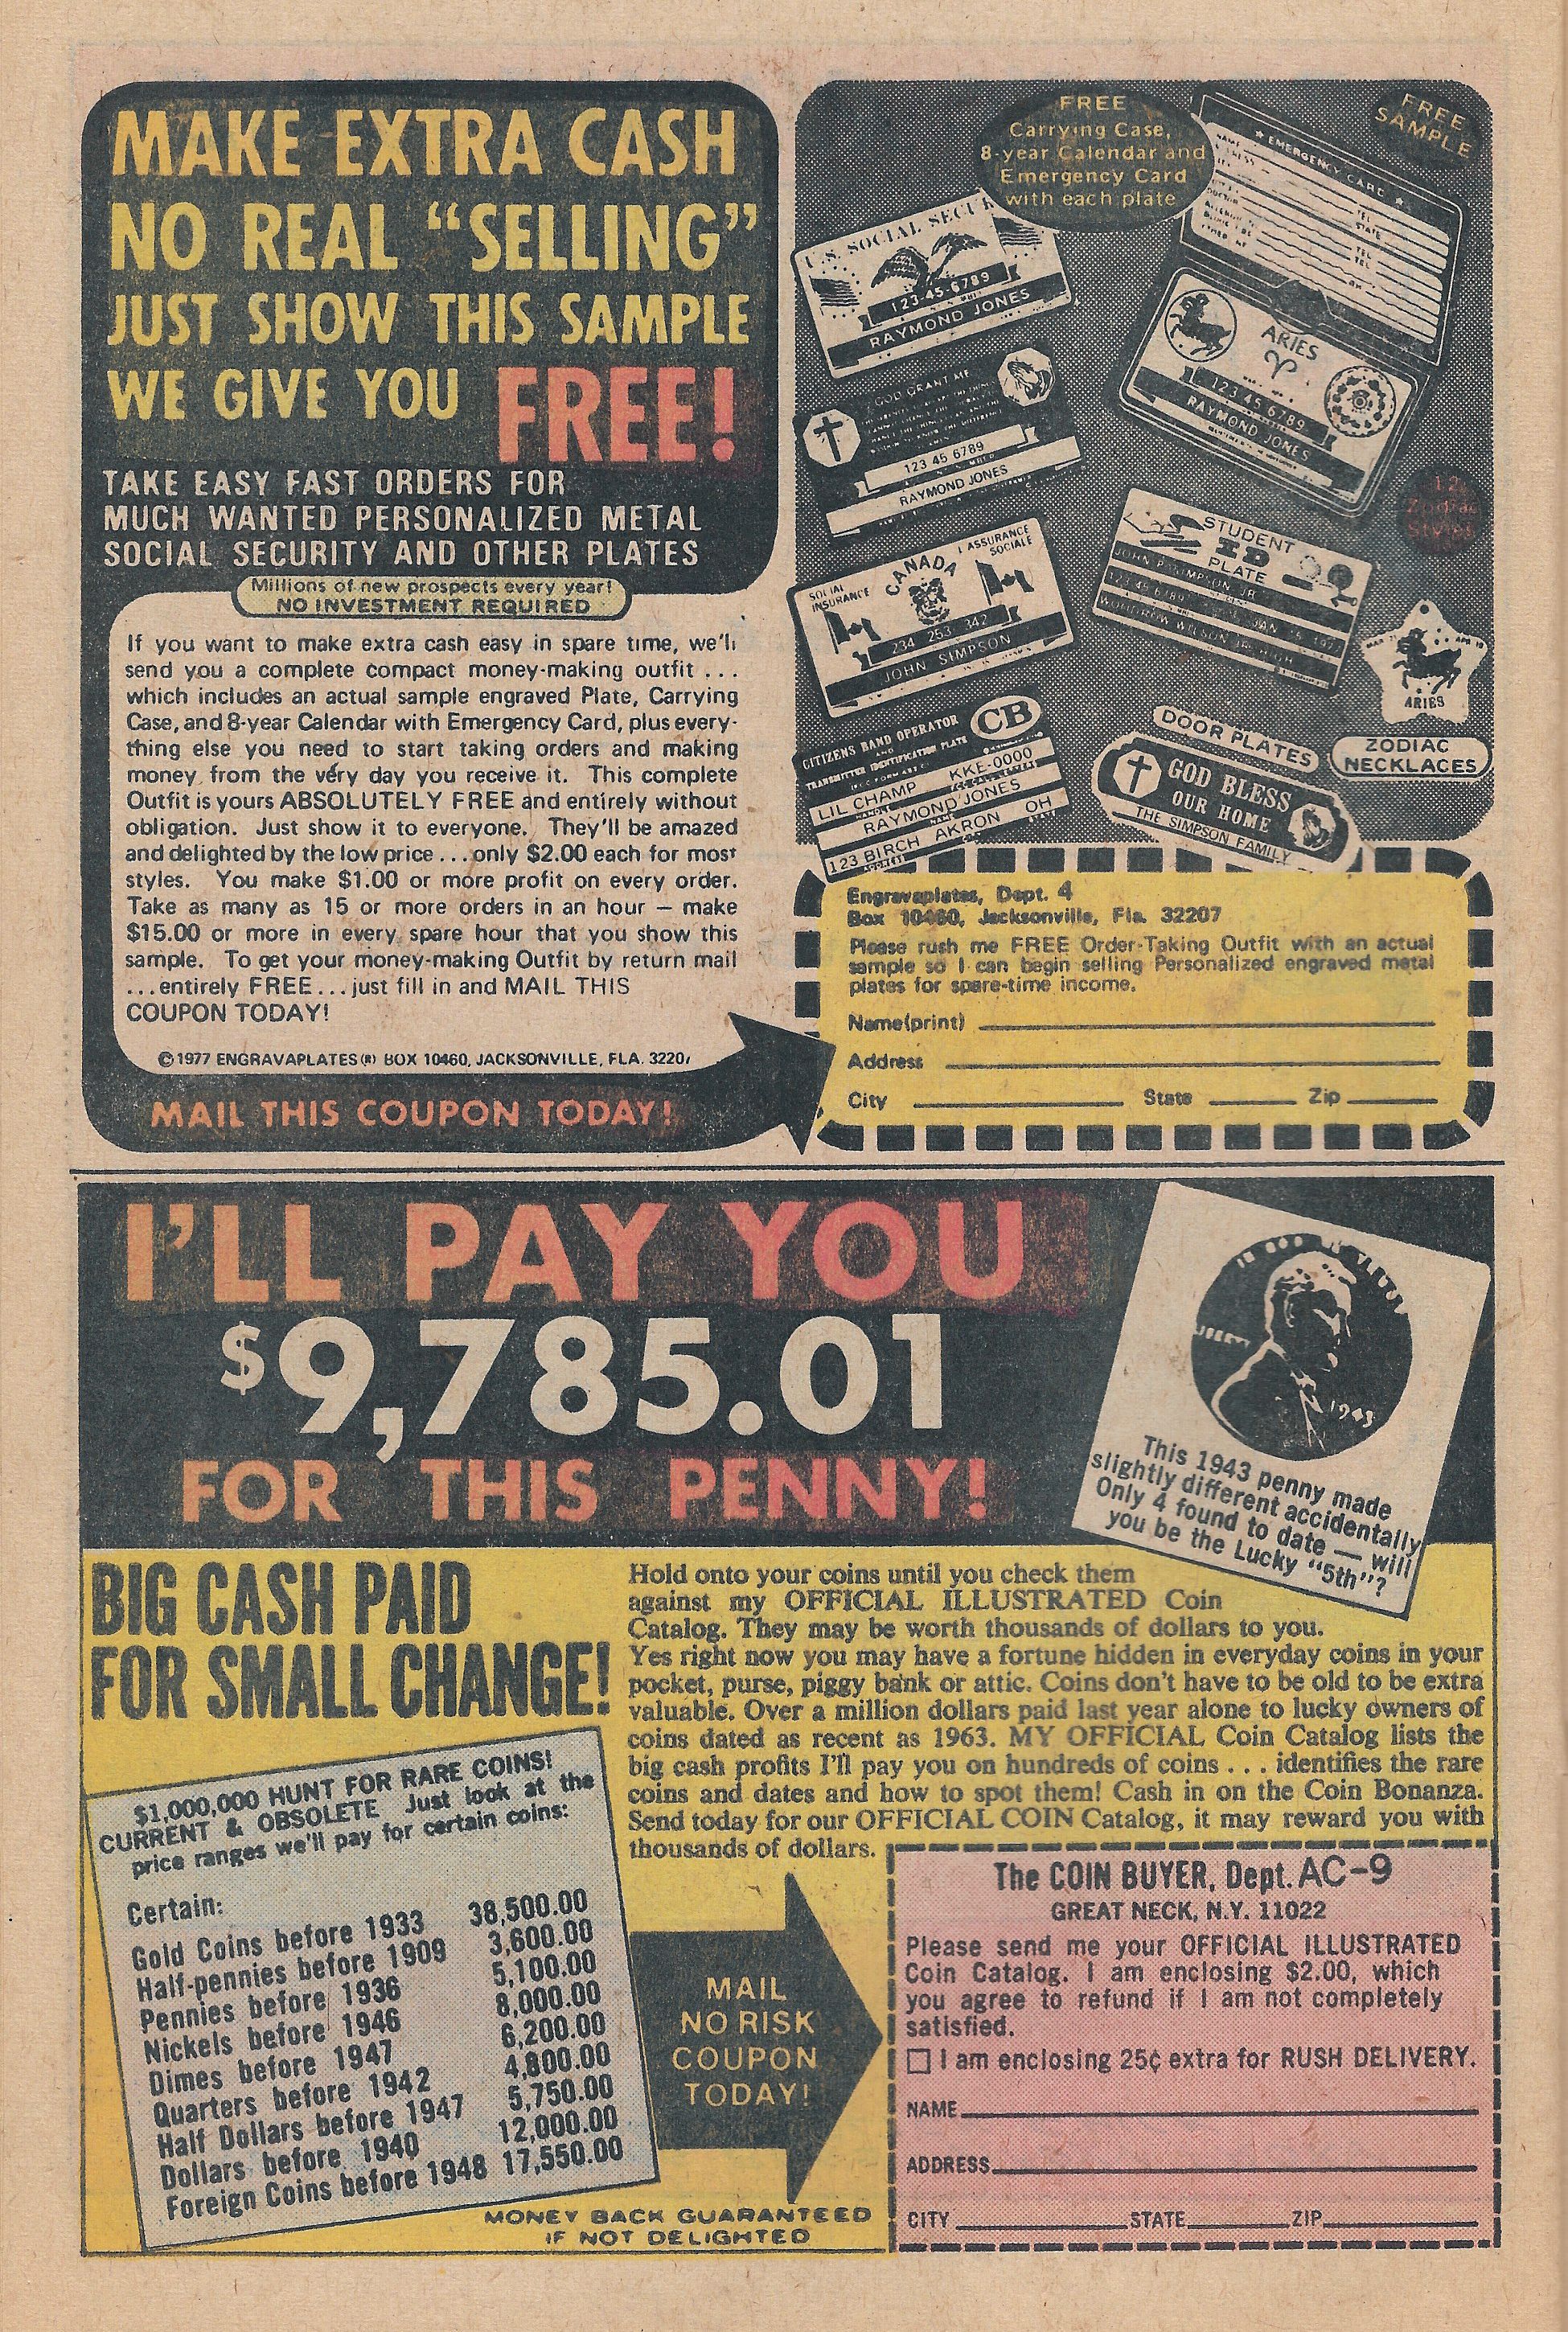 MAKE EXTRA CASH
NO REAL "SELLING"
JUST SHOW THIS SAMPLE
WE GIVE YOU FREE!
TAKE EASY FAST ORDERS FOR
MUCH WANTED PERSONALIZED METAL
SOCIAL SECURITY AND OTHER PLATES
Millions of new prospects every year!
NO INVESTMENT REQUIRED
If you want to make extra cash easy in spare time, we'll
send you a complete compact money-making outfit ...
which includes an actual sample engraved Plate, Carrying
Case, and 8-year Calendar with Emergency Card, plus every-
thing else you need to start taking orders and making
money from the very day you receive it. This complete
Outfit is yours ABSOLUTELY FREE and entirely without
obligation. Just show it to everyone. They'll be amazed
and delighted by the low price ... only $2.00 each for most
styles. You make $1.00 or more profit on every order.
Take as many as 15 or more orders in an hour — make
$15.00 or more in every spare hour that you show this
sample. To get your money-making Outfit by return mail
...entirely FREE...just fill in and MAIL THIS
COUPON TODAY!
©1977 ENGRAVAPLATES® BOX 10460, JACKSONVILLE, FLA. 3220
MAIL THIS COUPON TODAY!
FREE
Carrying Case,
8-year Calendar and
Emergency Card
with each plate
FREE
SAMPLE
★ EMERGENCY CARD ★
U.S. SOCIAL SECUR
123-45-6789
RAYMOND JONES
ARIES
123 45 6789
RAYMOND JONES
GOD GRANT ME
123 45 6789
RAYMOND JONES
12
Zodiac
Styles
STUDENT
ID
PLATE
JOHN P. SIMPSON JR.
123-45-6789
WOODROW WILSON JR. HIGH
SOCIAL
INSURANCE
CANADA
L'ASSURANCE
SOCIALE
234 253 342
JOHN SIMPSON
ARIES
CITIZENS BAND OPERATOR
CB
AND
TRANSMITTER IDENTIFICATION PLATE
KKE-0000
LIL CHAMP
HANDLE
RAYMOND JONES
NAME
123 BIRCH AKRON OH
ADDRESS
DOOR PLATES
GOD BLESS
OUR HOME
THE SIMPSON FAMILY
ZODIAC
NECKLACES
Engravaplates, Dept. 4
Box 10460, Jacksonville, Fla. 32207
Please rush me FREE Order-Taking Outfit with an actual
sample so I can begin selling Personalized engraved metal
plates for spare-time income.
Name(print)
Address
City State Zip
I'LL PAY YOU
$9,785.01
FOR THIS PENNY!
IN GOD WE TRUST
LIBERTY
1943
This 1943 penny made
slightly different accidentally
Only 4 found to date — will
you be the Lucky "5th"?
BIG CASH PAID
FOR SMALL CHANGE!
Hold onto your coins until you check them
against my OFFICIAL ILLUSTRATED Coin
Catalog. They may be worth thousands of dollars to you.
Yes right now you may have a fortune hidden in everyday coins in your
pocket, purse, piggy bank or attic. Coins don't have to be old to be extra
valuable. Over a million dollars paid last year alone to lucky owners of
coins dated as recent as 1963. MY OFFICIAL Coin Catalog lists the
big cash profits I'll pay you on hundreds of coins ... identifies the rare
coins and dates and how to spot them! Cash in on the Coin Bonanza.
Send today for our OFFICIAL COIN Catalog, it may reward you with
thousands of dollars.
$1,000,000 HUNT FOR RARE COINS!
CURRENT & OBSOLETE Just look at the
price ranges we'll pay for certain coins:
Certain:
Gold Coins before 1933 38,500.00
Half-pennies before 1909 3,600.00
Pennies before 1936 5,100.00
Nickels before 1946 8,000.00
Dimes before 1947 6,200.00
Quarters before 1942 4,800.00
Half Dollars before 1947 5,750.00
Dollars before 1940 12,000.00
Foreign Coins before 1948 17,550.00
MAIL
NO RISK
COUPON
TODAY!
MONEY BACK GUARANTEED
IF NOT DELIGHTED
The COIN BUYER, Dept. AC-9
GREAT NECK, N.Y. 11022
Please send me your OFFICIAL ILLUSTRATED
Coin Catalog. I am enclosing $2.00, which
you agree to refund if I am not completely
satisfied.
I am enclosing 25¢ extra for RUSH DELIVERY.
NAME
ADDRESS
CITY STATE ZIP